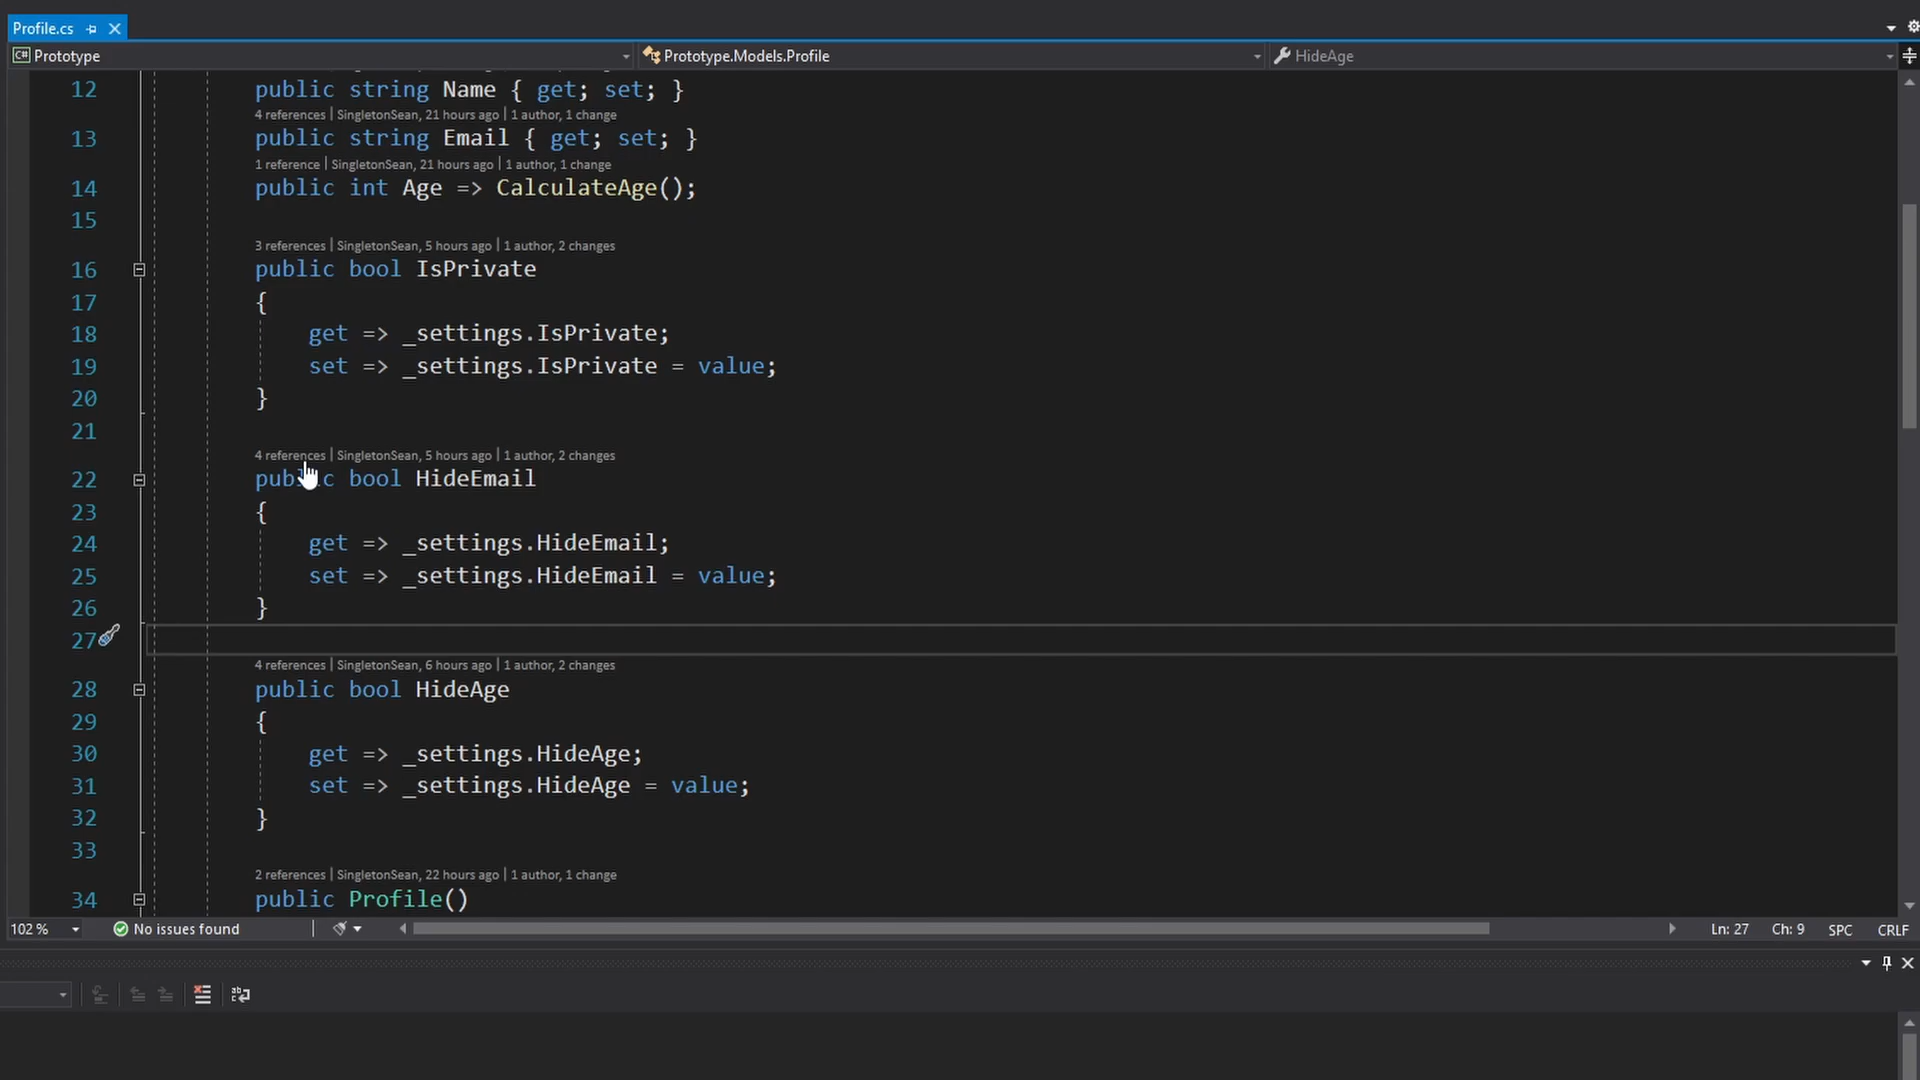 Profile.cs
C# Prototype Prototype.Models.Profile HideAge
12 public string Name { get; set; }
4 references | SingletonSean, 21 hours ago | 1 author, 1 change
13 public string Email { get; set; }
1 reference | SingletonSean, 21 hours ago | 1 author, 1 change
14 public int Age => CalculateAge();
15
3 references | SingletonSean, 5 hours ago | 1 author, 2 changes
16 public bool IsPrivate
17 {
18 get => _settings.IsPrivate;
19 set => _settings.IsPrivate = value;
20 }
21
4 references | SingletonSean, 5 hours ago | 1 author, 2 changes
22 public bool HideEmail
23 {
24 get => _settings.HideEmail;
25 set => _settings.HideEmail = value;
26 }
27
4 references | SingletonSean, 6 hours ago | 1 author, 2 changes
28 public bool HideAge
29 {
30 get => _settings.HideAge;
31 set => _settings.HideAge = value;
32 }
33
2 references | SingletonSean, 22 hours ago | 1 author, 1 change
34 public Profile()
102 % No issues found Ln: 27 Ch: 9 SPC CRLF